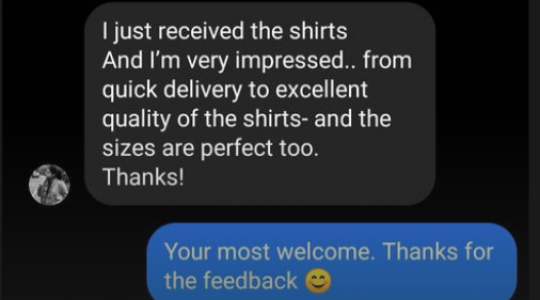 I just received the shirts
And I'm very impressed.. from
quick delivery to excellent
quality of the shirts- and the
sizes are perfect too.
Thanks!
Your most welcome. Thanks for
the feedback 😊